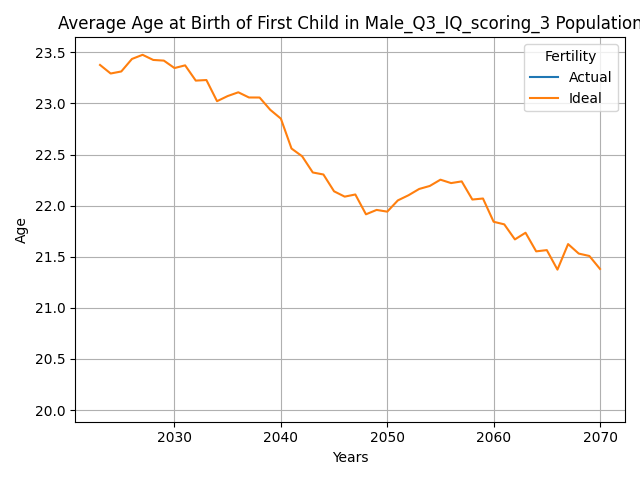 Average Age at Birth of First Child in Male_Q3_IQ_scoring_3 Population
Fertility
Actual
Ideal
23.5
23.0
22.5
22.0
21.5
21.0
20.5
20.0
Age
2030 2040 2050 2060 2070
Years